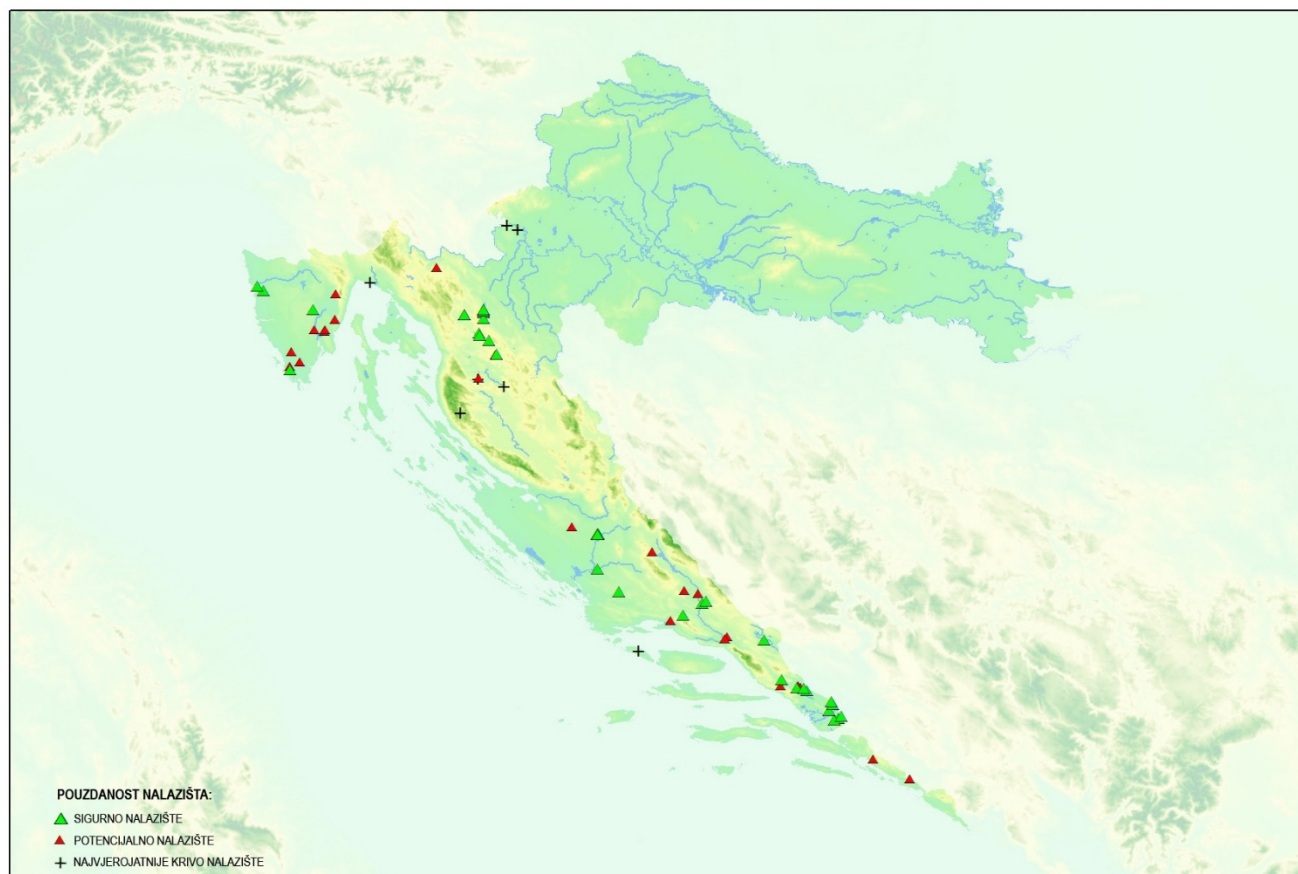 POUZDANOST NALAZIŠTA:
SIGURNO NALAZIŠTE
POTENCIJALNO NALAZIŠTE
NAJVJEROJATNIJE KRIVO NALAZIŠTE